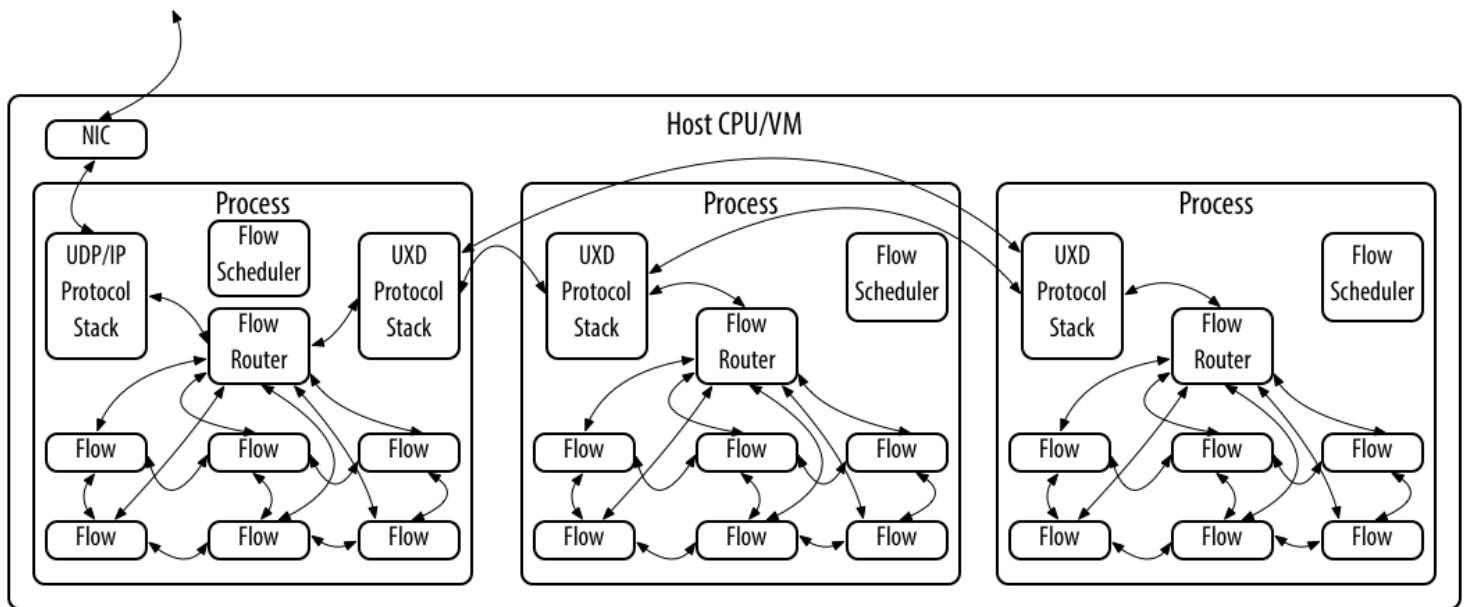 Host CPU/VM
NIC
Process
UDP/IP
Protocol
Stack
Flow
Scheduler
UXD
Protocol
Stack
Flow
Router
Flow
Flow
Flow
Flow
Flow
Flow
Process
UXD
Protocol
Stack
Flow
Scheduler
Flow
Router
Flow
Flow
Flow
Flow
Flow
Flow
Process
UXD
Protocol
Stack
Flow
Scheduler
Flow
Router
Flow
Flow
Flow
Flow
Flow
Flow